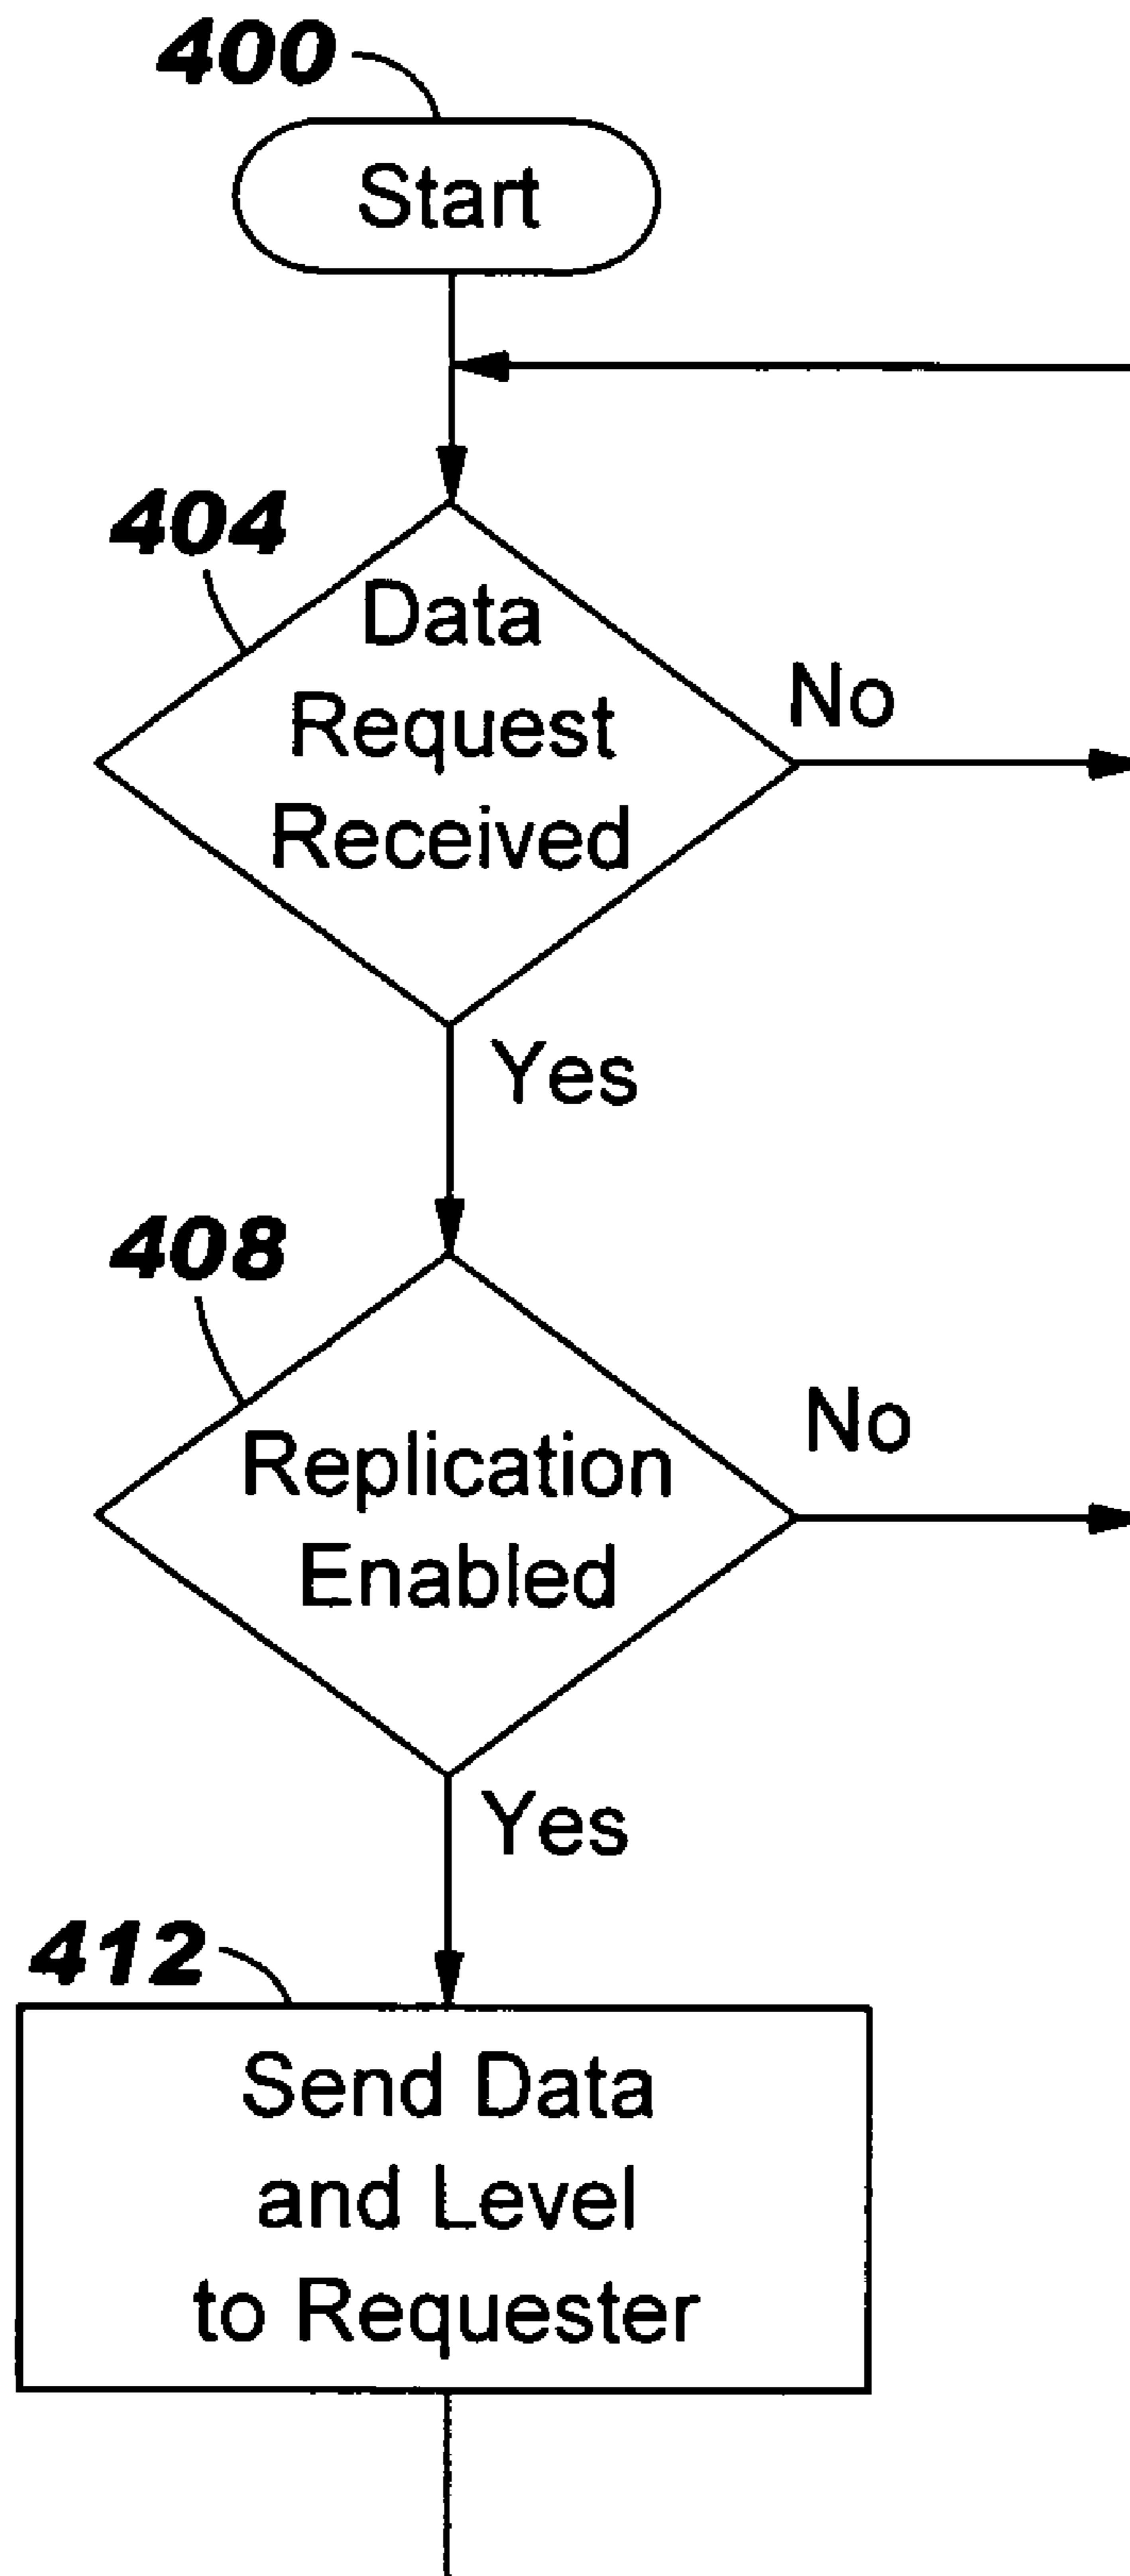 400
Start
404
Data
Request
Received
No
Yes
408
Replication
Enabled
No
Yes
412
Send Data
and Level
to Requester